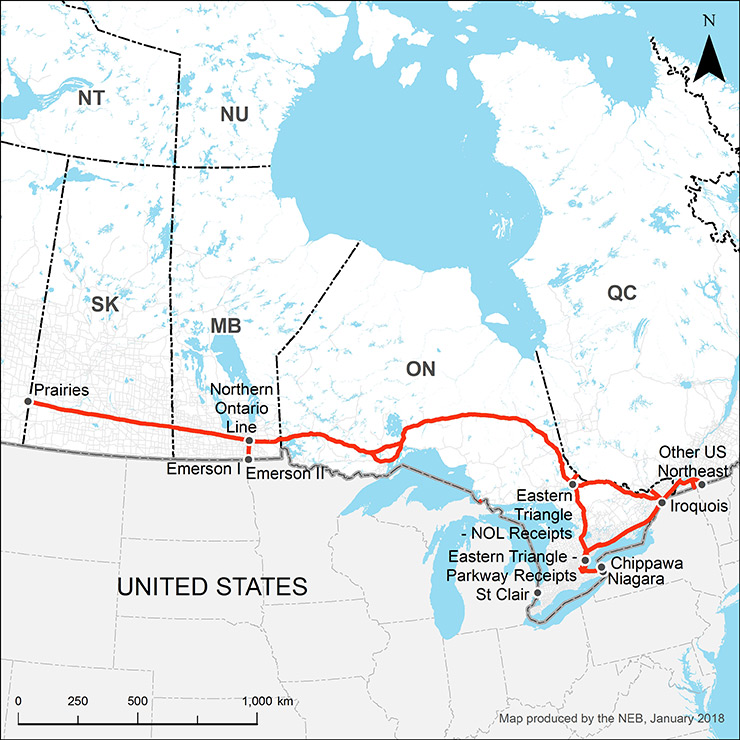 N
NT
NU
SK
MB
QC
ON
Prairies
Northern
Ontario
Line
Emerson I
Emerson II
Other US
Northeast
Iroquois
Eastern
Triangle
- NOL Receipts
Eastern Triangle -
Parkway Receipts
Chippawa
Niagara
St Clair
UNITED STATES
0 250 500 1,000 km
Map produced by the NEB, January 2018